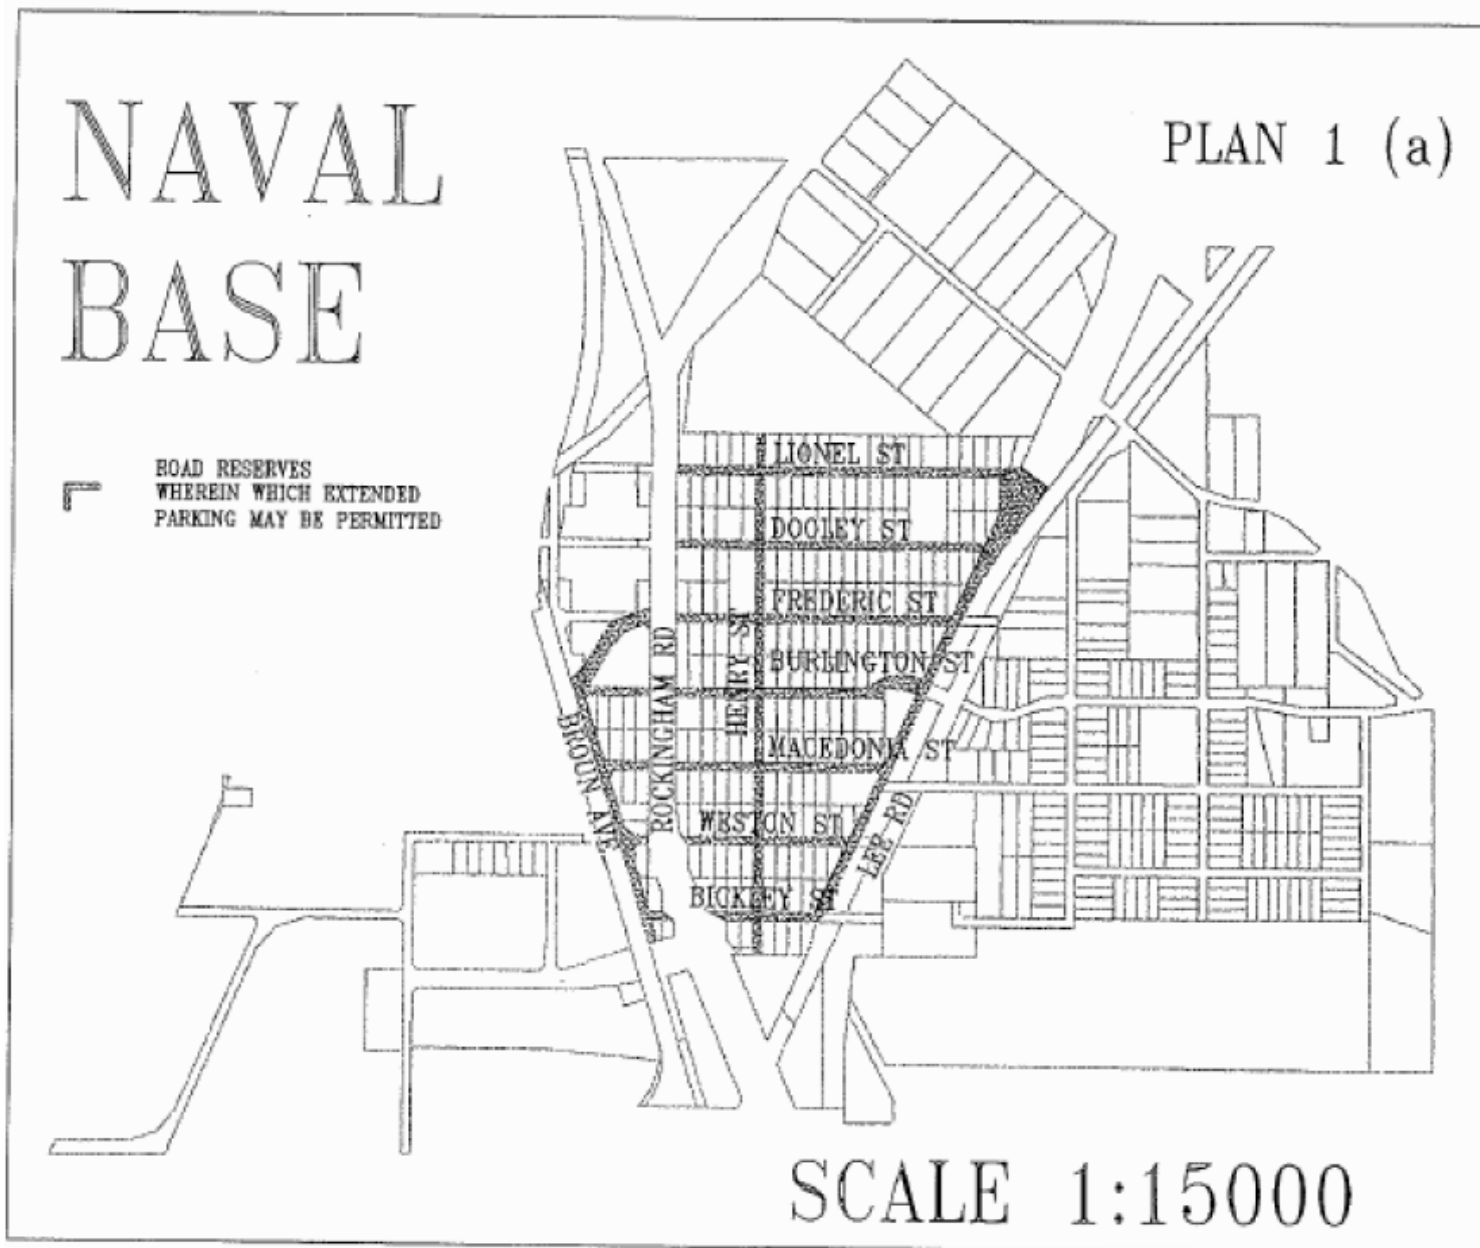 NAVAL
BASE
PLAN 1 (a)
ROAD RESERVES
WHEREIN WHICH EXTENDED
PARKING MAY BE PERMITTED
LIONEL ST
DOOLEY ST
FREDERIC ST
BURLINGTON ST
HENRY ST
ROCKINGHAM RD
MACEDONIA ST
BROUN AVE
WESTON ST
LEE RD
BICKLEY ST
SCALE 1:15000